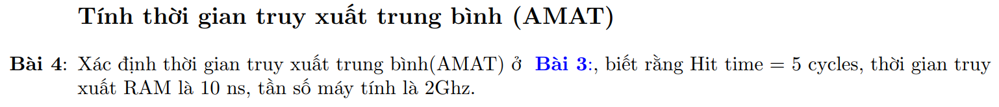 Tính thời gian truy xuất trung bình (AMAT)
Bài 4: Xác định thời gian truy xuất trung bình(AMAT) ở Bài 3:, biết rằng Hit time = 5 cycles, thời gian truy
xuất RAM là 10 ns, tần số máy tính là 2Ghz.